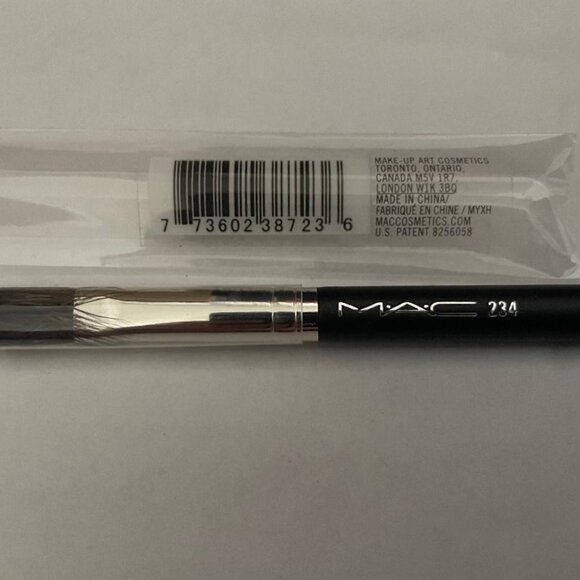 7 73602 38723 6
MAKE-UP ART COSMETICS
TORONTO, ONTARIO,
CANADA M5V 1R7.
LONDON W1K 3BQ
MADE IN CHINA/
FABRIQUÉ EN CHINE / MYXH
MACCOSMETICS.COM
U.S. PATENT 8256058
M·A·C 234